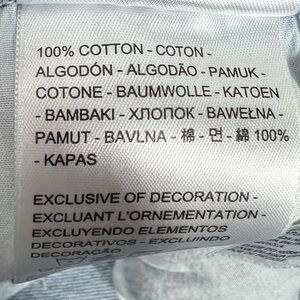 100% COTTON - COTON -
ALGODÓN - ALGODÃO - PAMUK -
COTONE - BAUMWOLLE - KATOEN
- BAMBAKI - ХЛОПОК - BAWEŁNA -
PAMUT - BAVLNA - 棉 - 면 - 綿 100%
- KAPAS
EXCLUSIVE OF DECORATION -
EXCLUANT L'ORNEMENTATION -
EXCLUYENDO ELEMENTOS
DECORATIVOS - EXCLUINDO
DECORAÇÃO